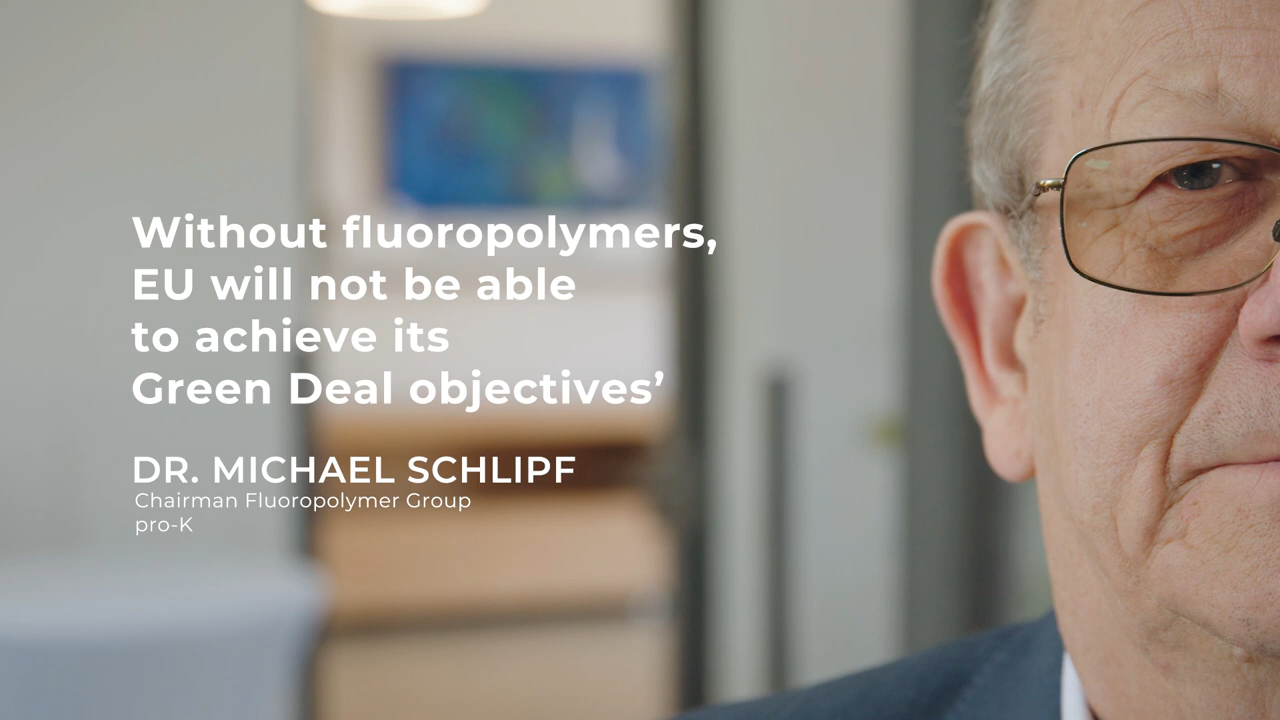 Without fluoropolymers,
EU will not be able
to achieve its
Green Deal objectives’
DR. MICHAEL SCHLIPF
Chairman Fluoropolymer Group
pro-K